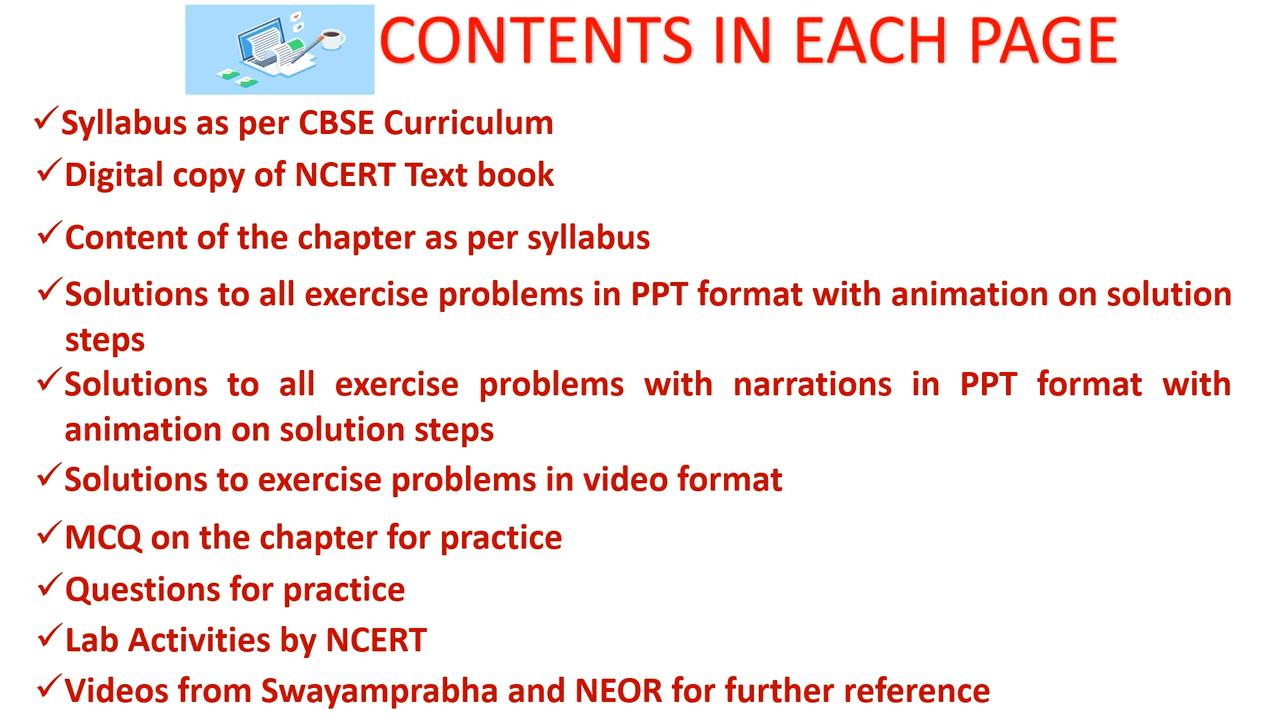 CONTENTS IN EACH PAGE
✓Syllabus as per CBSE Curriculum
✓Digital copy of NCERT Text book
✓Content of the chapter as per syllabus
✓Solutions to all exercise problems in PPT format with animation on solution
steps
✓Solutions to all exercise problems with narrations in PPT format with
animation on solution steps
✓Solutions to exercise problems in video format
✓MCQ on the chapter for practice
✓Questions for practice
✓Lab Activities by NCERT
✓Videos from Swayamprabha and NEOR for further reference